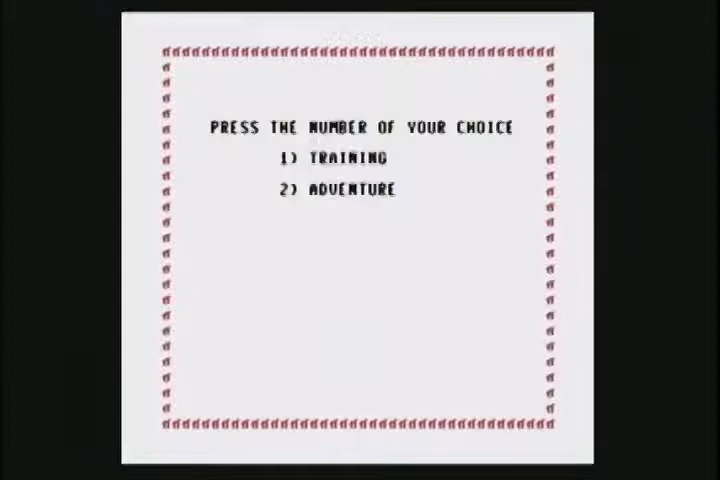 PRESS THE NUMBER OF YOUR CHOICE
1) TRAINING
2) ADVENTURE